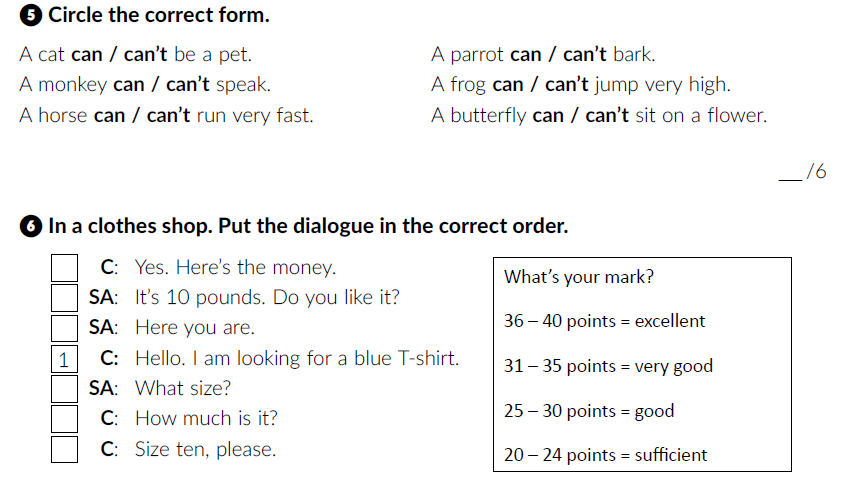 5 Circle the correct form.
A cat can / can't be a pet.
A monkey can / can't speak.
A horse can / can't run very fast.
A parrot can / can't bark.
A frog can / can't jump very high.
A butterfly can / can't sit on a flower.
__ /6
6 In a clothes shop. Put the dialogue in the correct order.
C: Yes. Here's the money.
SA: It's 10 pounds. Do you like it?
SA: Here you are.
1 C: Hello. I am looking for a blue T-shirt.
SA: What size?
C: How much is it?
C: Size ten, please.
What's your mark?
36 – 40 points = excellent
31 – 35 points = very good
25 – 30 points = good
20 – 24 points = sufficient